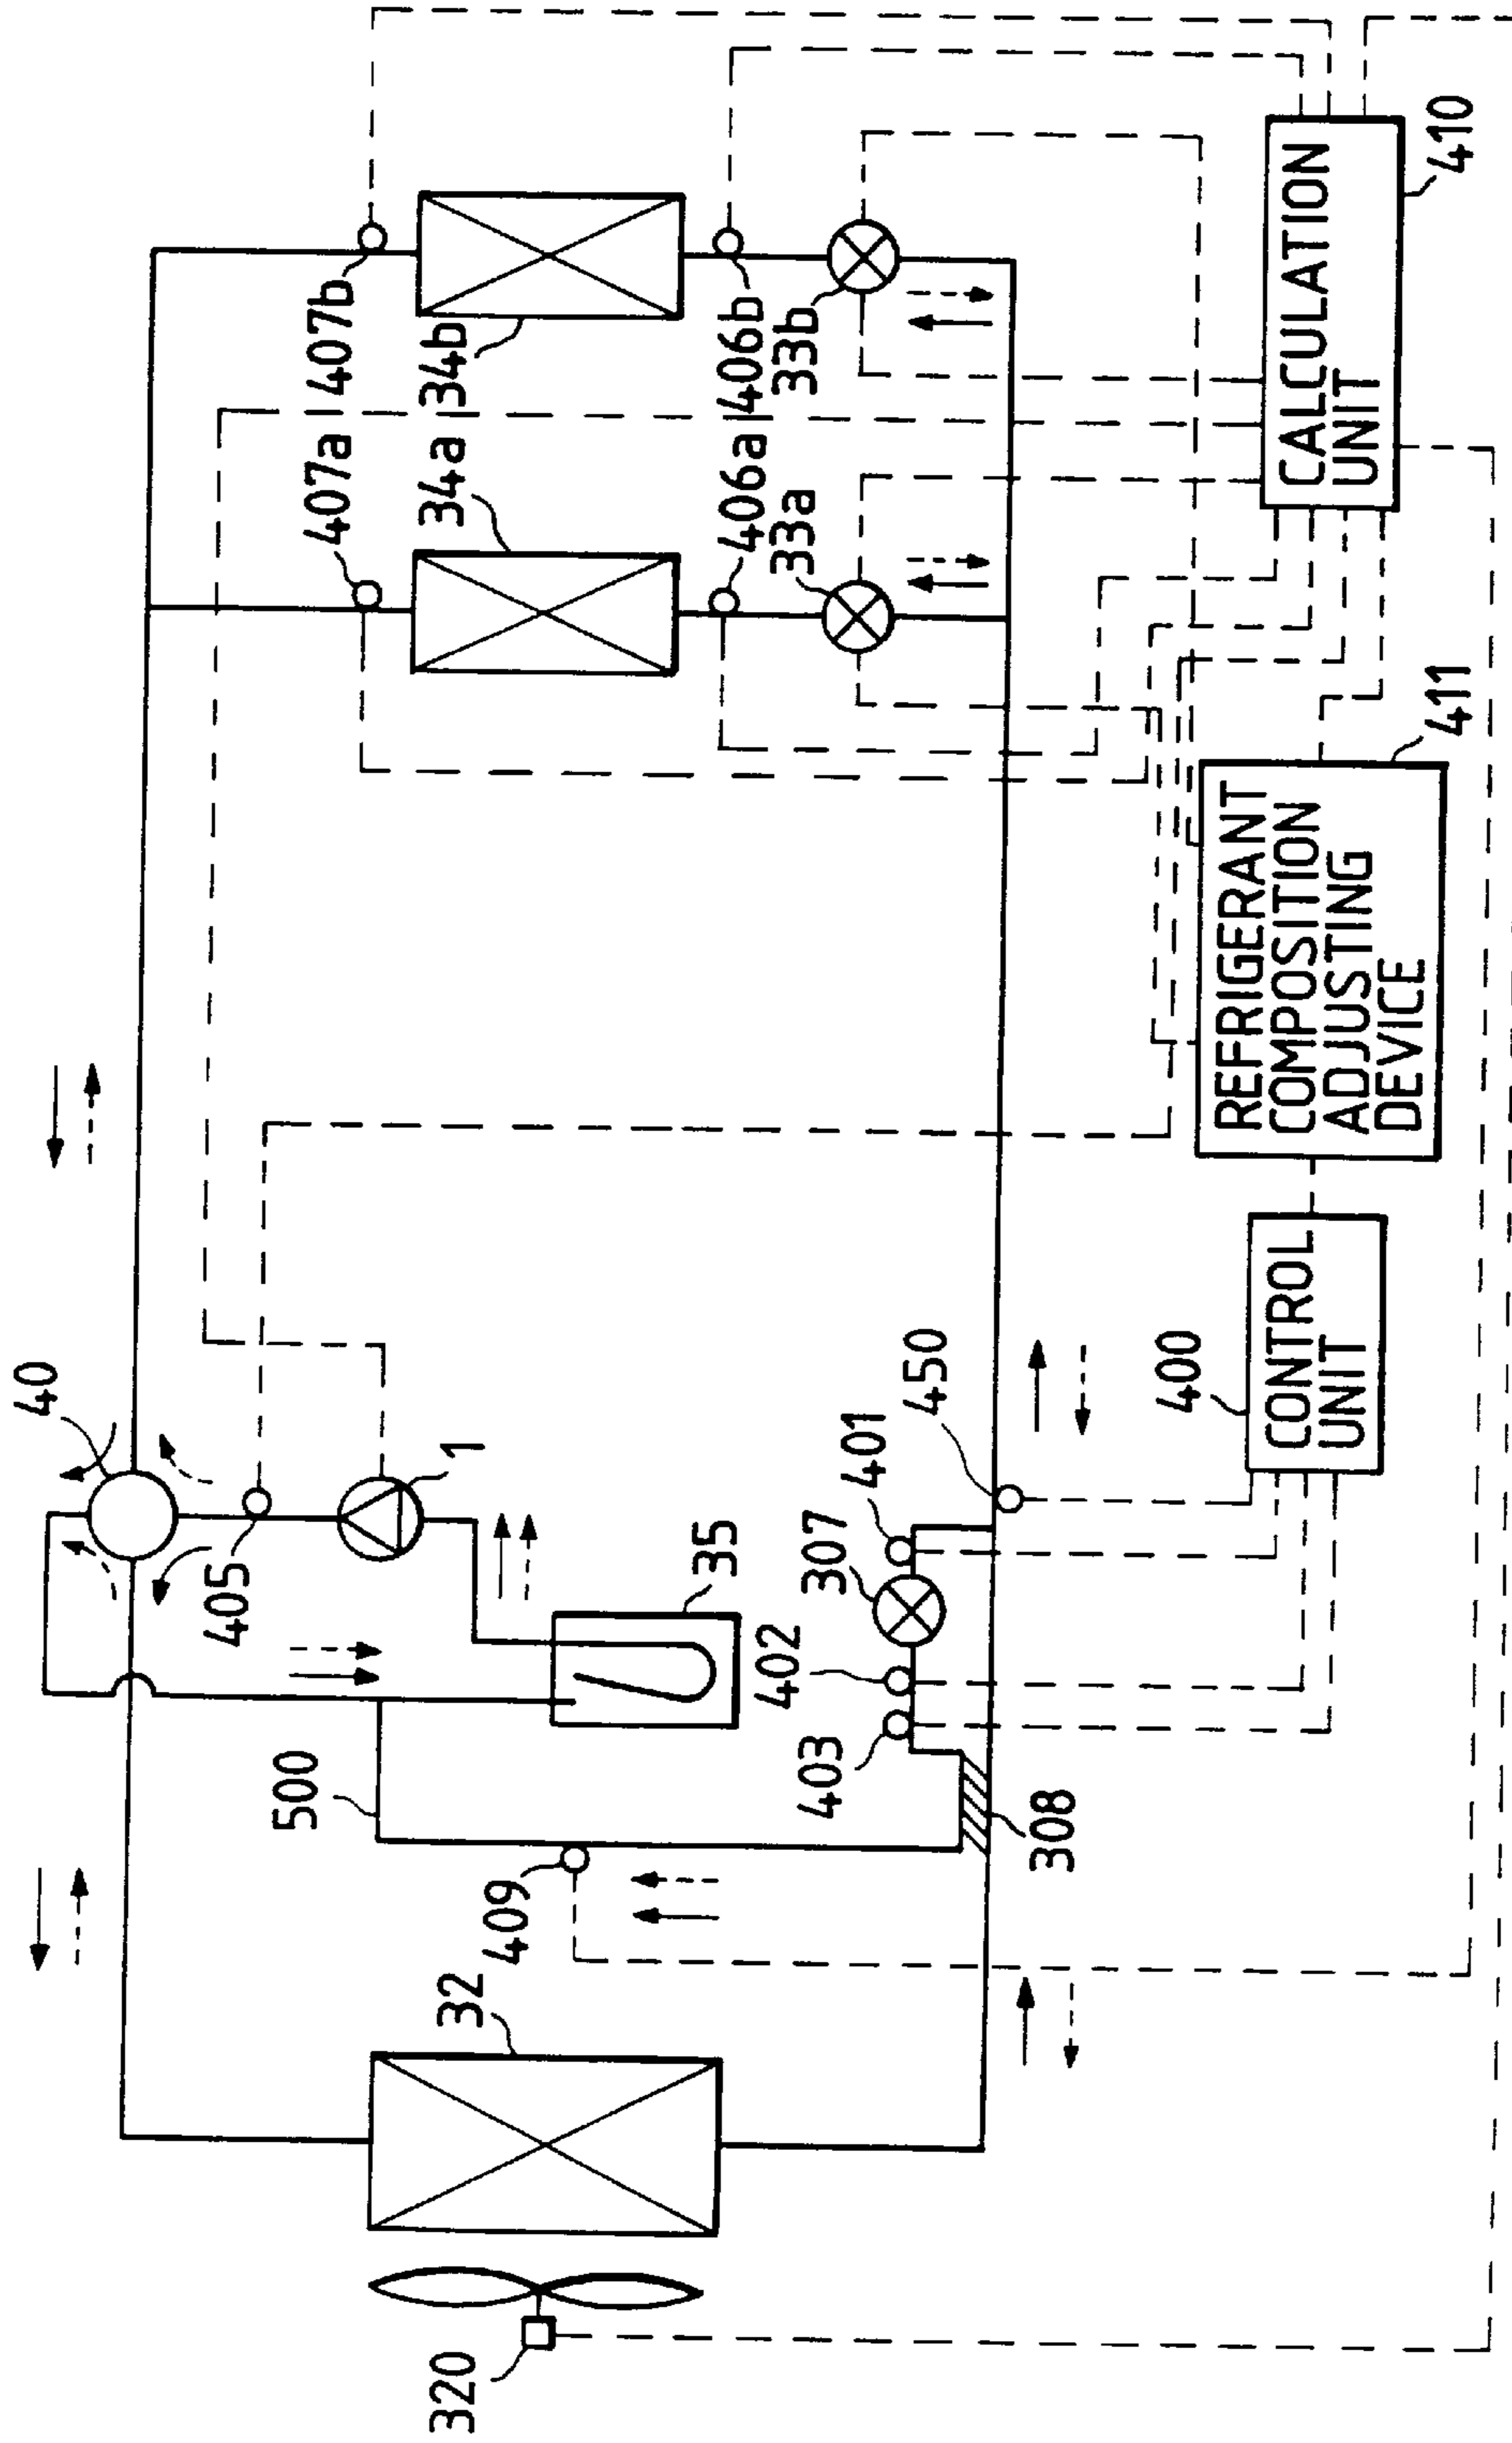 40
407a
407b
34a
34b
406a
406b
33a
33b
1
405
35
500
409
32
320
402
403
307
401
450
308
400
CONTROL
UNIT
REFRIGERANT
COMPOSITION
ADJUSTING
DEVICE
411
CALCULATION
UNIT
410